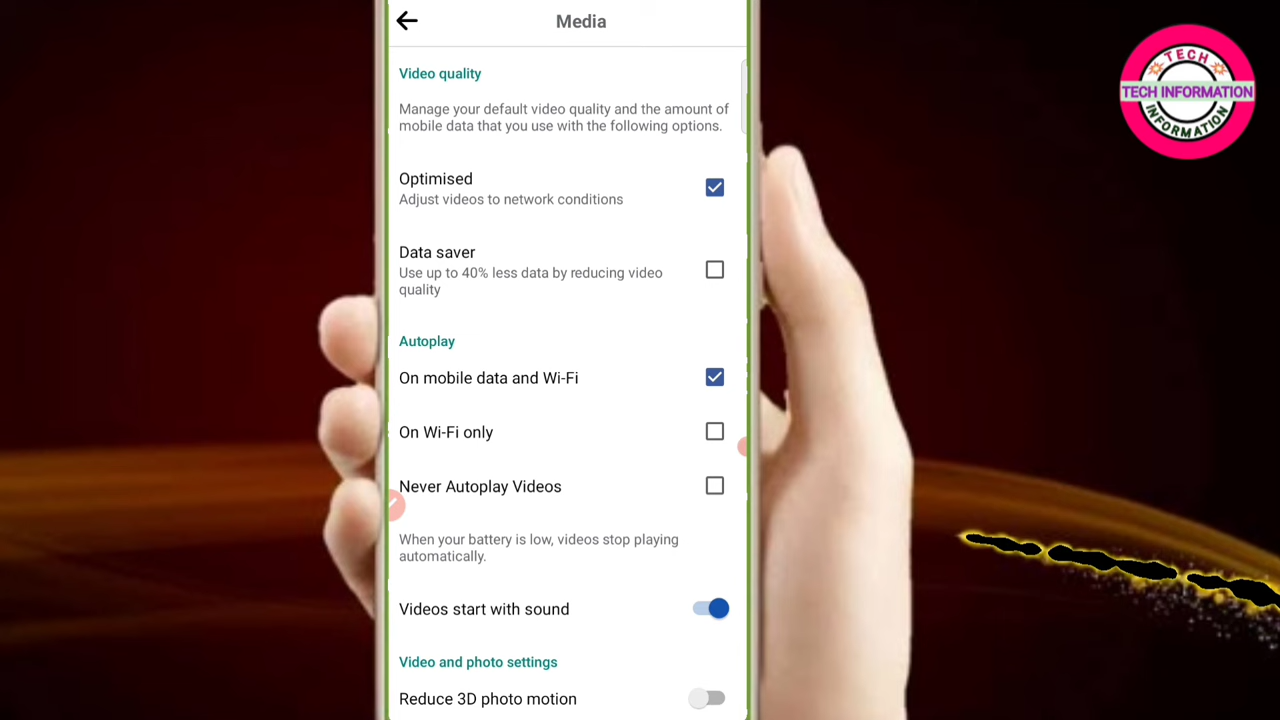 Media
Video quality
Manage your default video quality and the amount of
mobile data that you use with the following options.
Optimised
Adjust videos to network conditions
Data saver
Use up to 40% less data by reducing video
quality
Autoplay
On mobile data and Wi-Fi
On Wi-Fi only
Never Autoplay Videos
When your battery is low, videos stop playing
automatically.
Videos start with sound
Video and photo settings
Reduce 3D photo motion
TECH
TECH INFORMATION
INFORMATION